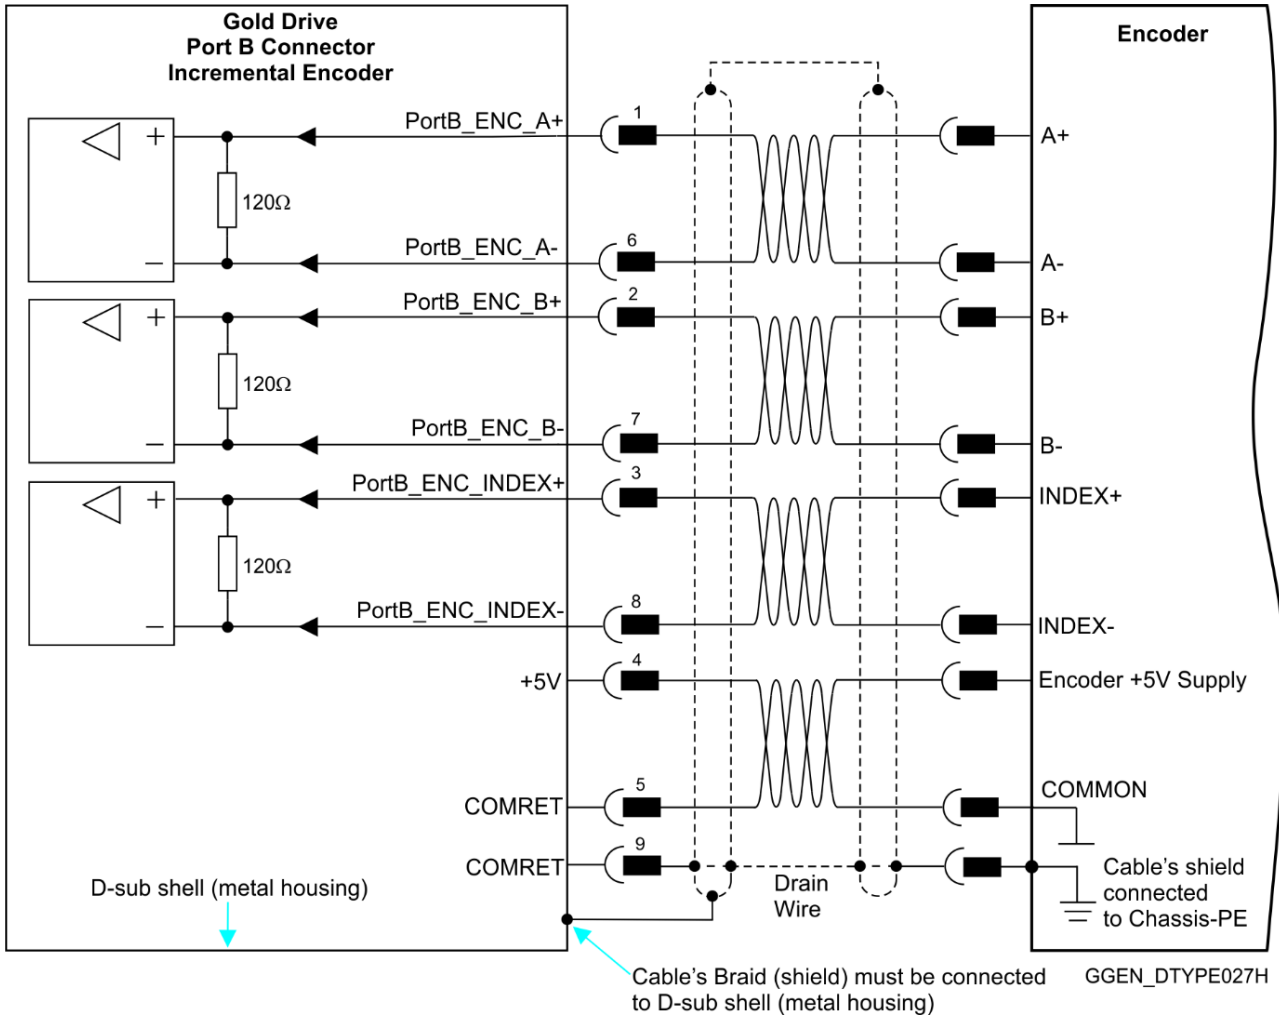 Gold Drive
Port B Connector
Incremental Encoder
Encoder
PortB_ENC_A+
1
A+
+
120Ω
PortB_ENC_A-
6
A-
−
PortB_ENC_B+
2
B+
+
120Ω
PortB_ENC_B-
7
B-
−
PortB_ENC_INDEX+
3
INDEX+
+
120Ω
PortB_ENC_INDEX-
8
INDEX-
−
+5V
4
Encoder +5V Supply
COMRET
5
COMMON
COMRET
9
Drain
Wire
Cable's shield
connected
to Chassis-PE
D-sub shell (metal housing)
Cable's Braid (shield) must be connected
to D-sub shell (metal housing)
GGEN_DTYPE027H